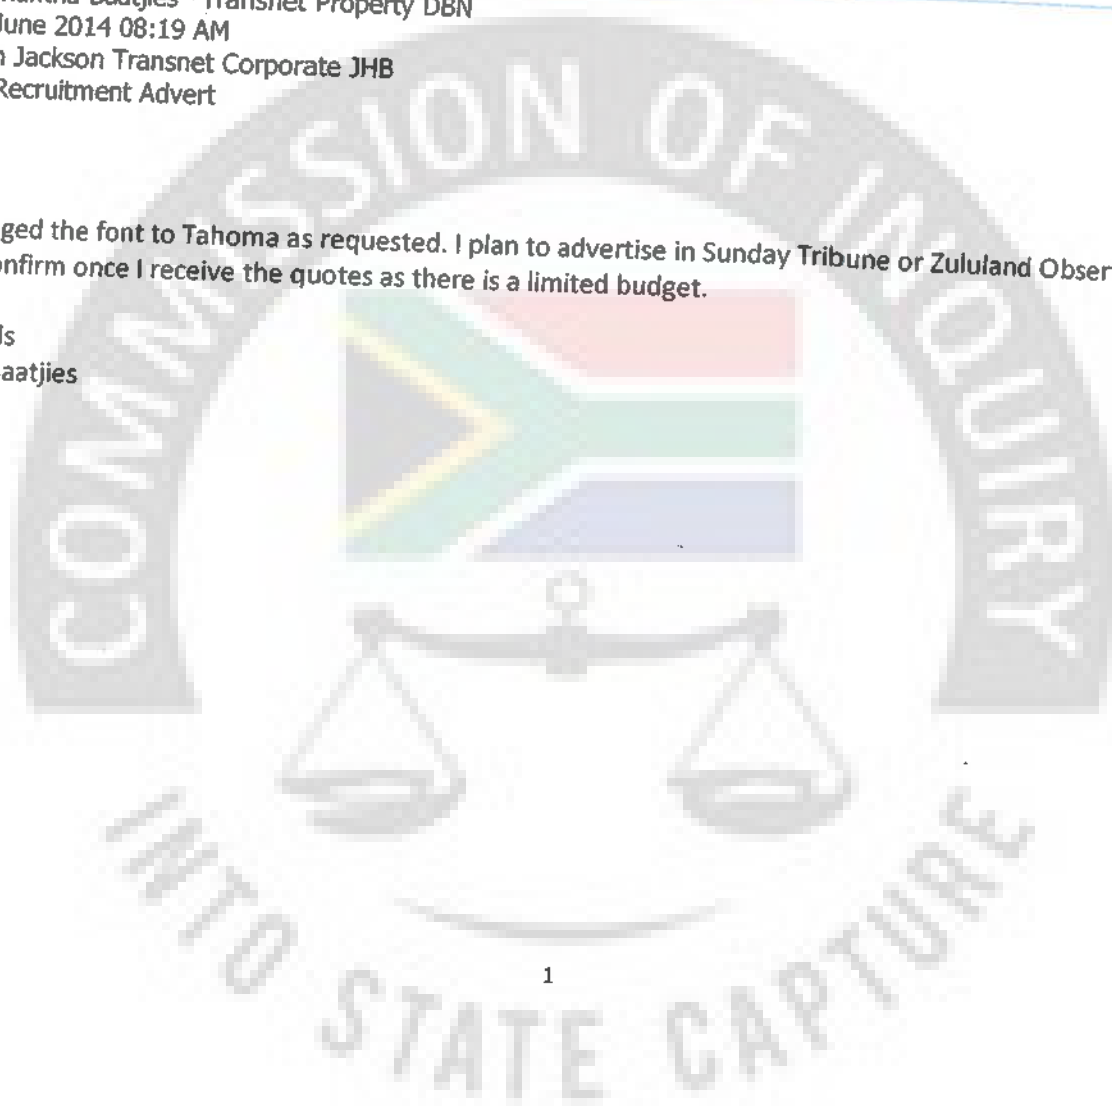 Transnet Property DBN
June 2014 08:19 AM
Jackson Transnet Corporate JHB
Recruitment Advert
ged the font to Tahoma as requested. I plan to advertise in Sunday Tribune or Zululand Obser
onfirm once I receive the quotes as there is a limited budget.
ds
aatjies
COMMISSION OF INQUIRY
INTO STATE CAPTURE
1